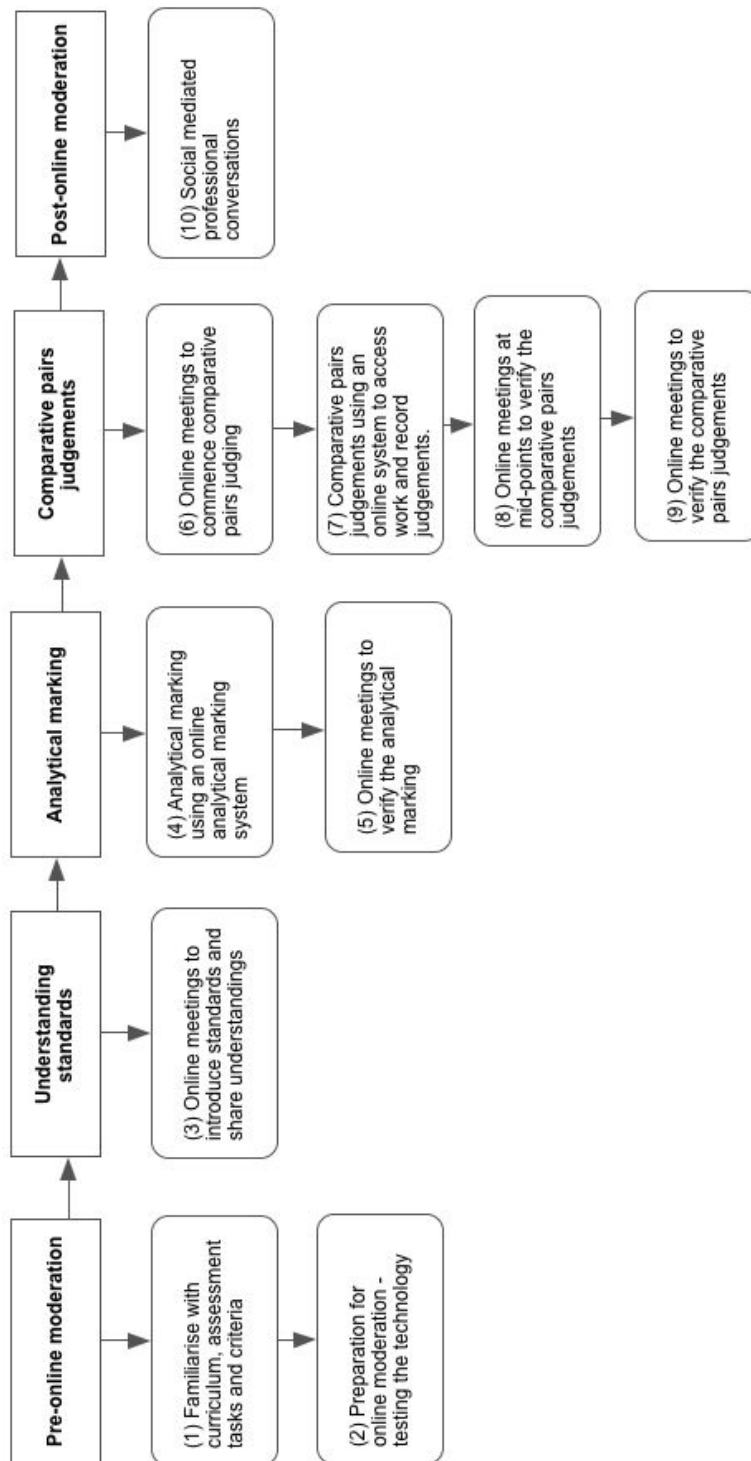 Pre-online moderation
(1) Familiarise with
curriculum, assessment
tasks and criteria
(2) Preparation for
online moderation -
testing the technology
Understanding
standards
(3) Online meetings to
introduce standards and
share understandings
Analytical marking
(4) Analytical marking
using an online
analytical marking
system
(5) Online meetings to
verify the analytical
marking
Comparative pairs
judgements
(6) Online meetings to
commence comparative
pairs judging
(7) Comparative pairs
judgements using an
online system to access
work and record
judgements.
(8) Online meetings at
mid-points to verify the
comparative pairs
judgements
(9) Online meetings to
verify the comparative
pairs judgements
Post-online moderation
(10) Social mediated
professional
conversations